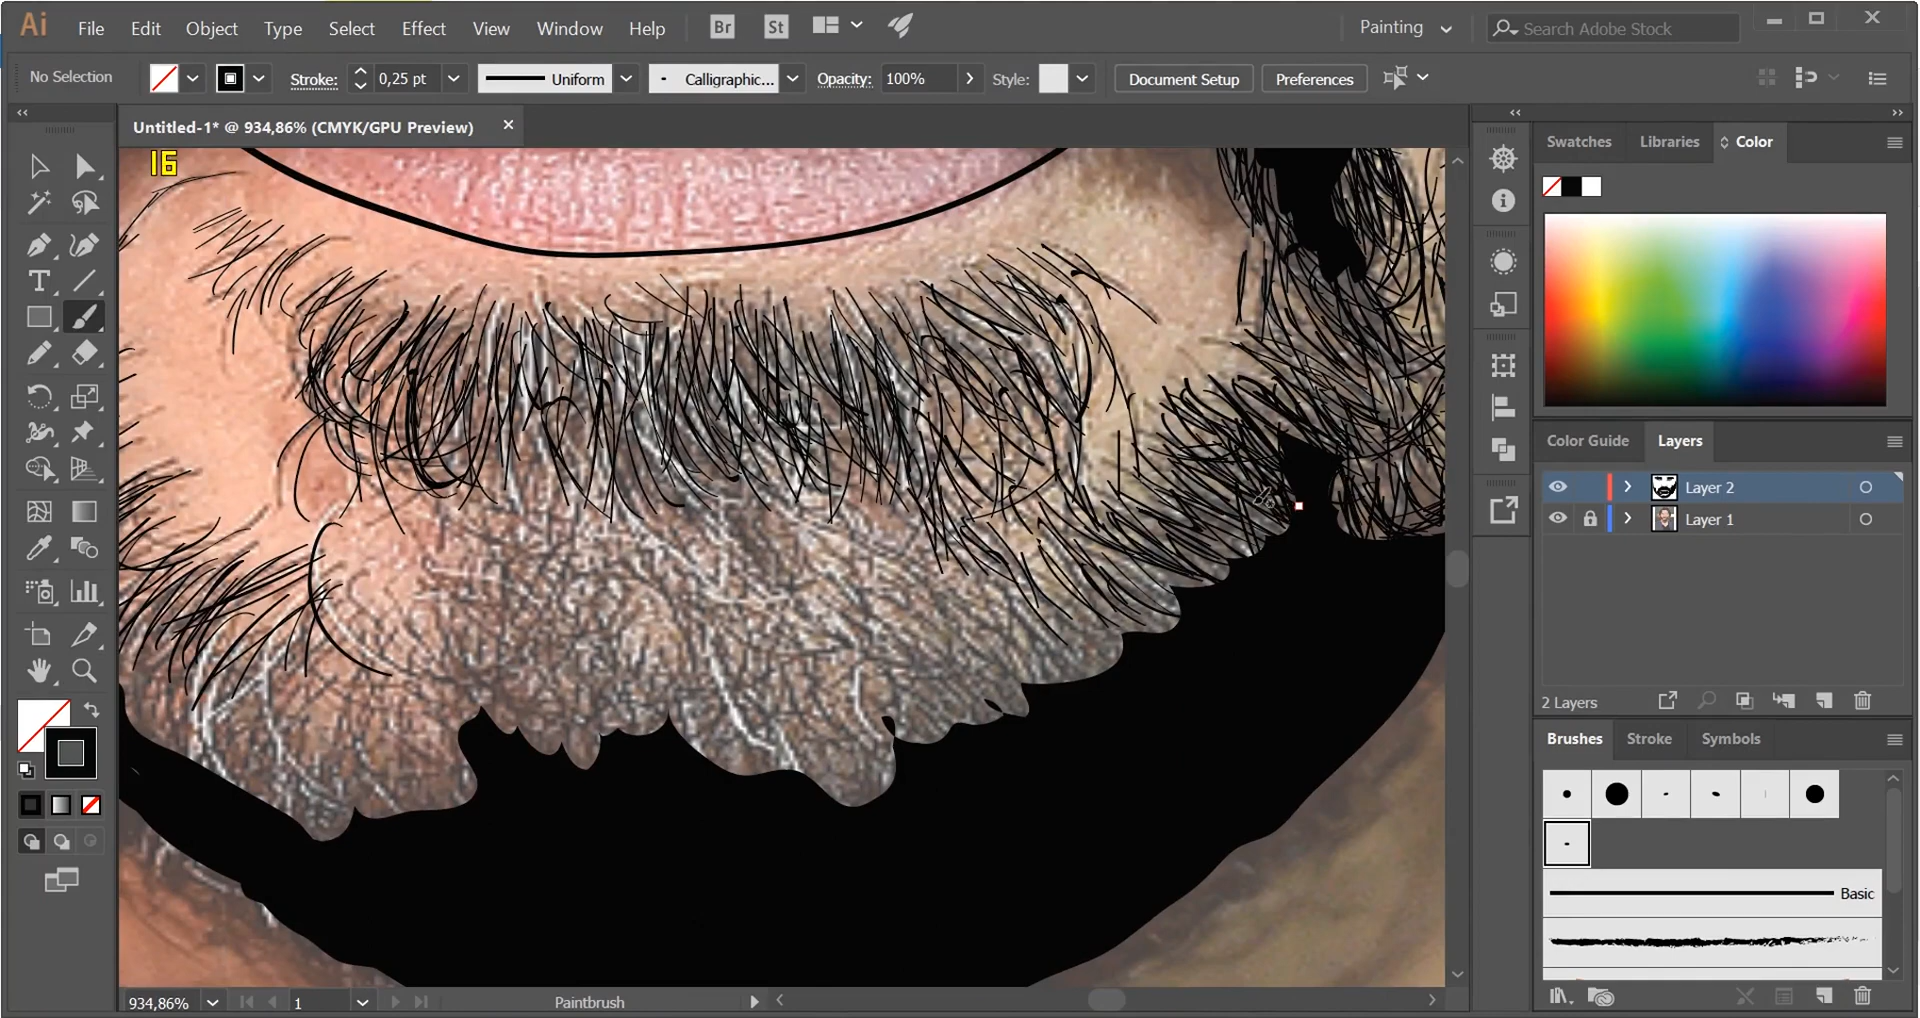 Ai File Edit Object Type Select Effect View Window Help Br St Painting Search Adobe Stock
No Selection Stroke: 0,25 pt Uniform Calligraphic... Opacity: 100% Style: Document Setup Preferences
Untitled-1* @ 934,86% (CMYK/GPU Preview)
16
Swatches Libraries Color
Color Guide Layers
Layer 2
Layer 1
2 Layers
Brushes Stroke Symbols
Basic
934,86% 1 Paintbrush